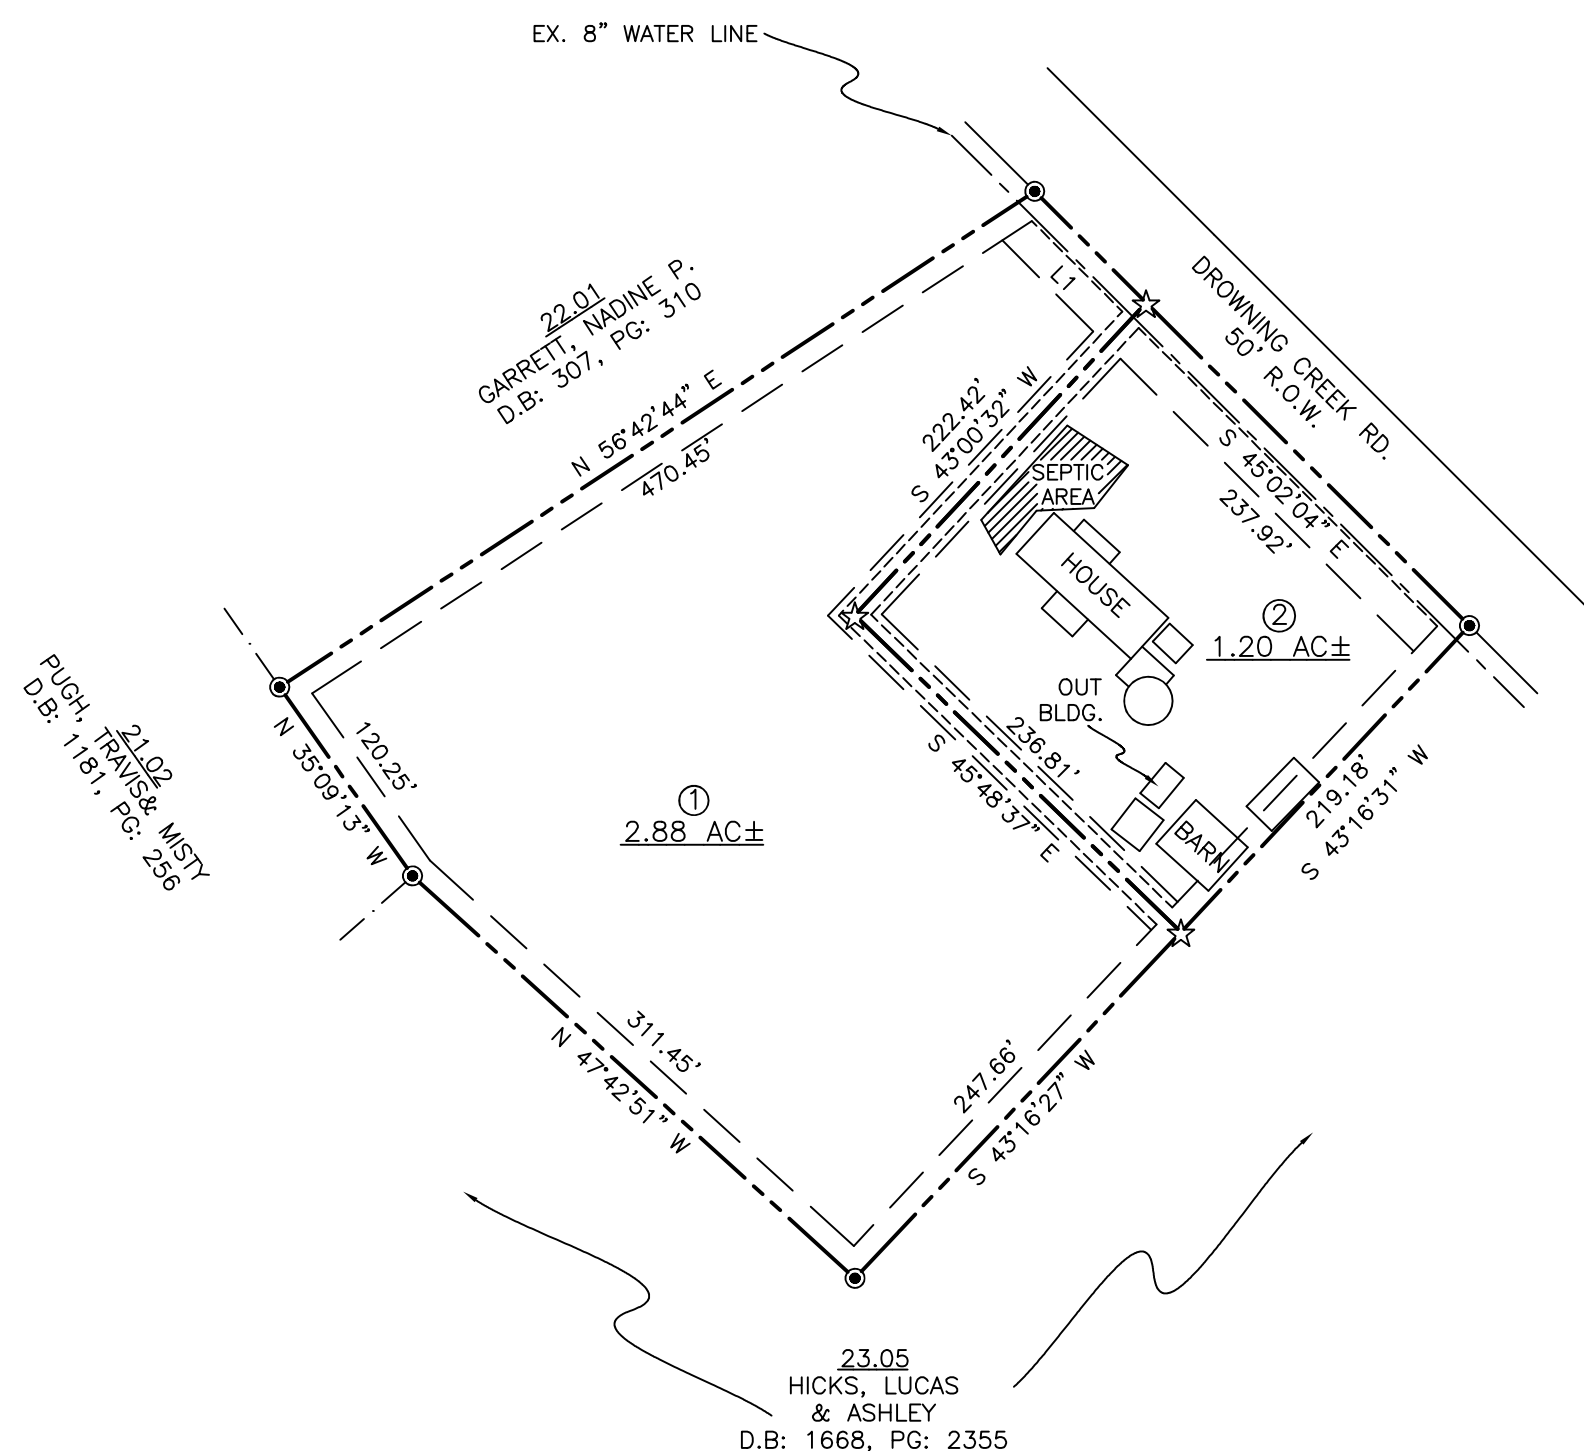 EX. 8” WATER LINE
DROWNING CREEK RD.
50’ R.O.W.
L1
22.01
GARRETT, NADINE P.
D.B: 307, PG: 310
N 56°42’44” E
470.45’
222.42’
S 43°00’32” W
SEPTIC
AREA
S 45°02’04” E
237.92’
HOUSE
2
1.20 AC±
OUT
BLDG.
21.02
PUGH, TRAVIS& MISTY
D.B: 1181, PG: 256
120.25’
N 35°09’13” W
236.81’
S 45°48’37” E
1
2.88 AC±
BARN
219.18’
S 43°16’31” W
311.45’
N 47°42’51” W
247.66’
S 43°16’27” W
23.05
HICKS, LUCAS
& ASHLEY
D.B: 1668, PG: 2355